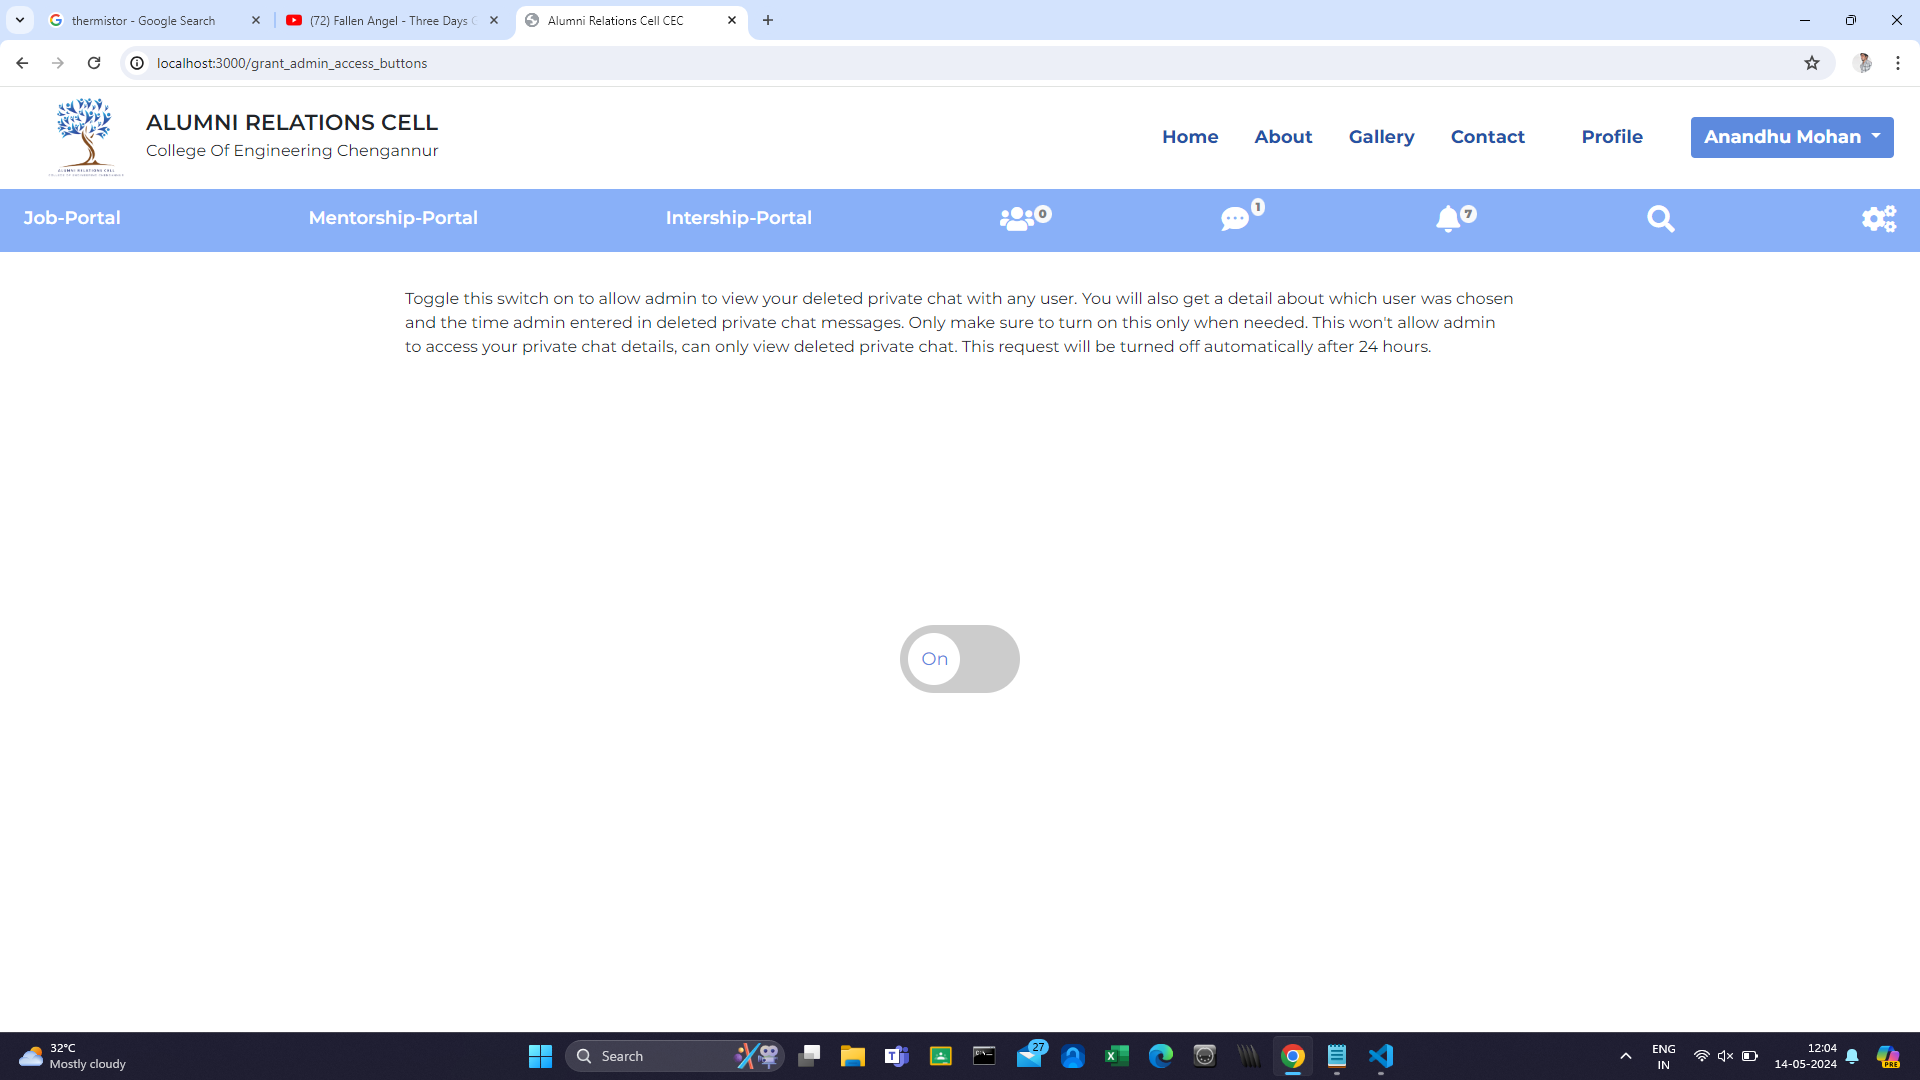 thermistor - Google Search
(72) Fallen Angel - Three Days
Alumni Relations Cell CEC
localhost:3000/grant_admin_access_buttons
ALUMNI RELATIONS CELL
College Of Engineering Chengannur
ALUMNI RELATIONS CELL
Home
About
Gallery
Contact
Profile
Anandhu Mohan
Job-Portal
Mentorship-Portal
Intership-Portal
0
1
7
Toggle this switch on to allow admin to view your deleted private chat with any user. You will also get a detail about which user was chosen
and the time admin entered in deleted private chat messages. Only make sure to turn on this only when needed. This won't allow admin
to access your private chat details, can only view deleted private chat. This request will be turned off automatically after 24 hours.
On
32°C
Mostly cloudy
Search
27
ENG
IN
12:04
14-05-2024
PRE